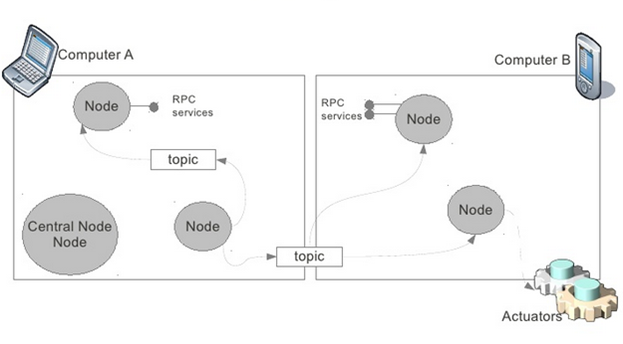 Computer A
Computer B
Node
RPC
services
RPC
services
Node
topic
Central Node
Node
Node
Node
topic
Actuators